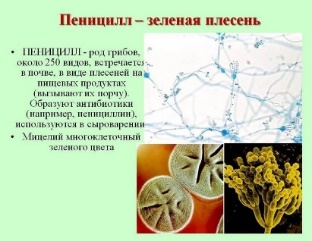 Пеницилл – зеленая плесень
• ПЕНИЦИЛЛ - род грибов,
около 250 видов, встречается
в почве, в виде плесеней на
пищевых продуктах
(вызывают их порчу).
Образуют антибиотики
(например, пенициллин),
используются в сыроварении
• Мицелий многоклеточный
зеленого цвета